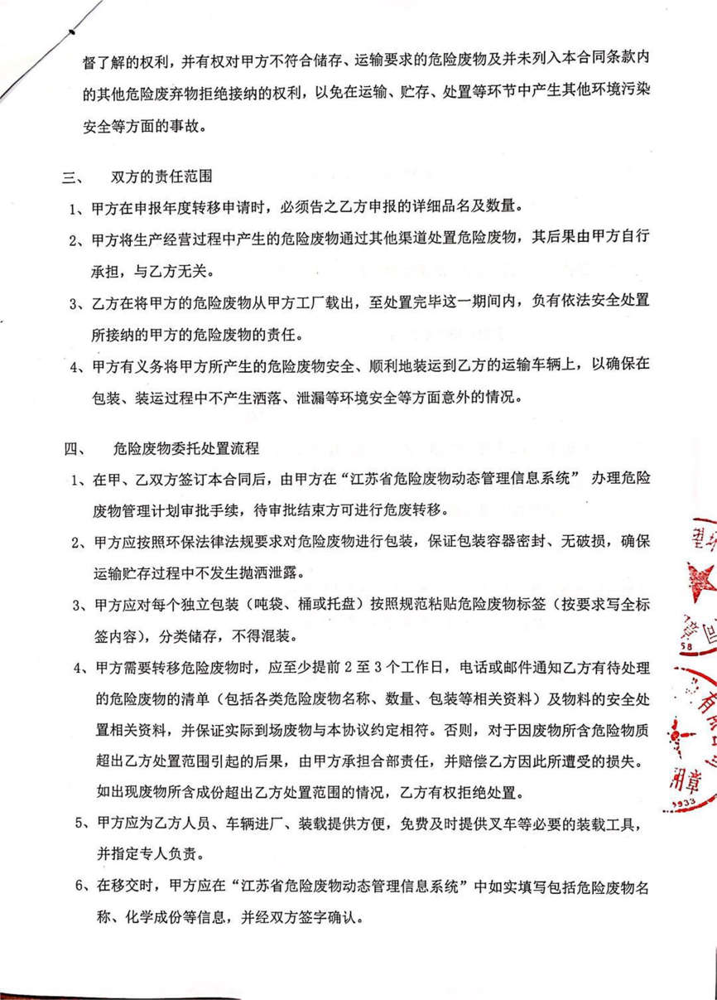 督了解的权利，并有权对甲方不符合储存、运输要求的危险废物及并未列入本合同条款内
的其他危险废弃物拒绝接纳的权利，以免在运输、贮存、处置等环节中产生其他环境污染
安全等方面的事故。
三、 双方的责任范围
1、甲方在申报年度转移申请时，必须告之乙方申报的详细品名及数量。
2、甲方将生产经营过程中产生的危险废物通过其他渠道处置危险废物，其后果由甲方自行
承担，与乙方无关。
3、乙方在将甲方的危险废物从甲方工厂载出，至处置完毕这一期间内，负有依法安全处置
所接纳的甲方的危险废物的责任。
4、甲方有义务将甲方所产生的危险废物安全、顺利地装运到乙方的运输车辆上，以确保在
包装、装运过程中不产生洒落、泄漏等环境安全等方面意外的情况。
四、 危险废物委托处置流程
1、在甲、乙双方签订本合同后，由甲方在“江苏省危险废物动态管理信息系统” 办理危险
废物管理计划审批手续，待审批结束方可进行危废转移。
2、甲方应按照环保法律法规要求对危险废物进行包装，保证包装容器密封、无破损，确保
运输贮存过程中不发生抛洒泄露。
3、甲方应对每个独立包装（吨袋、桶或托盘）按照规范粘贴危险废物标签（按要求写全标
签内容），分类储存，不得混装。
4、甲方需要转移危险废物时，应至少提前 2 至 3 个工作日，电话或邮件通知乙方有待处理
的危险废物的清单（包括各类危险废物名称、数量、包装等相关资料）及物料的安全处
置相关资料，并保证实际到场废物与本协议约定相符。否则，对于因废物所含危险物质
超出乙方处置范围引起的后果，由甲方承担合部责任，并赔偿乙方因此所遭受的损失。
如出现废物所含成份超出乙方处置范围的情况，乙方有权拒绝处置。
5、甲方应为乙方人员、车辆进厂、装载提供方便，免费及时提供叉车等必要的装载工具，
并指定专人负责。
6、在移交时，甲方应在“江苏省危险废物动态管理信息系统”中如实填写包括危险废物名
称、化学成份等信息，并经双方签字确认。
章
58
有限
用章
9933